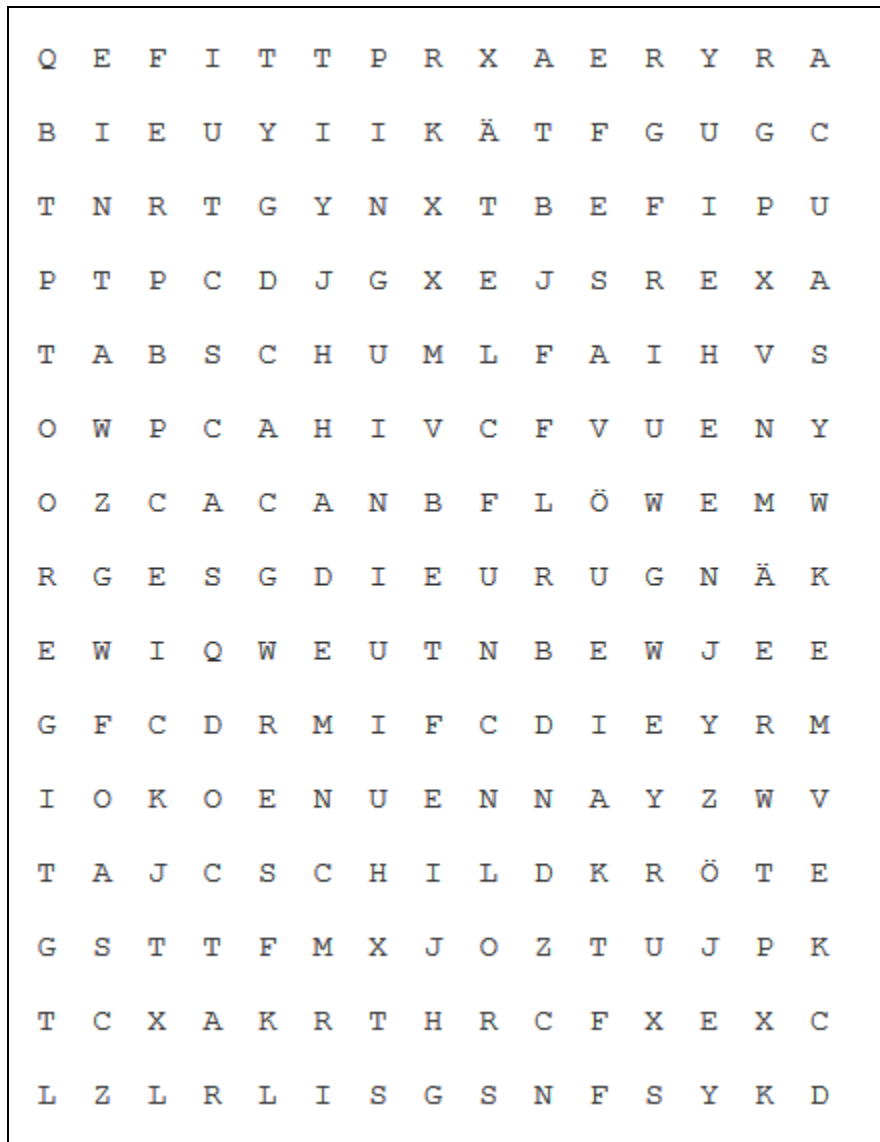 Q E F I T T P R X A E R Y R A
B I E U Y I I K Ä T F G U G C
T N R T G Y N X T B E F I P U
P T P C D J G X E J S R E X A
T A B S C H U M L F A I H V S
O W P C A H I V C F V U E N Y
O Z C A C A N B F L Ö W E M W
R G E S G D I E U R U G N Ä K
E W I Q W E U T N B E W J E E
G F C D R M I F C D I E Y R M
I O K O E N U E N N A Y Z W V
T A J C S C H I L D K R Ö T E
G S T T F M X J O Z T U J P K
T C X A K R T H R C F X E X C
L Z L R L I S G S N F S Y K D